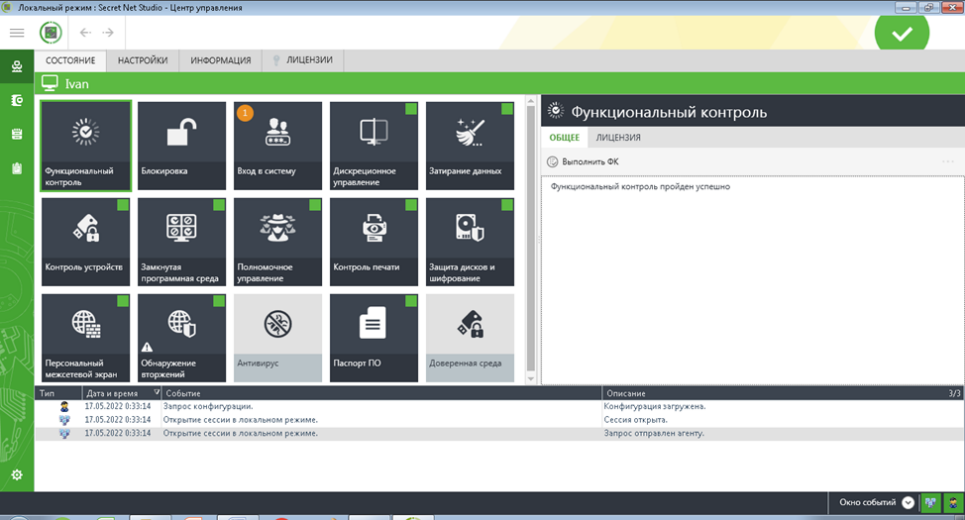 Локальный режим : Secret Net Studio - Центр управления
СОСТОЯНИЕ НАСТРОЙКИ ИНФОРМАЦИЯ ЛИЦЕНЗИИ
Ivan
1
Функциональный контроль
Блокировка
Вход в систему
Дискреционное управление
Затирание данных
Контроль устройств
Замкнутая программная среда
Полномочное управление
Контроль печати
Защита дисков и шифрование
Персональный межсетевой экран
Обнаружение вторжений
Антивирус
Паспорт ПО
Доверенная среда
Функциональный контроль
ОБЩЕЕ ЛИЦЕНЗИЯ
Выполнить ФК
Функциональный контроль пройден успешно
Тип Дата и время Событие Описание 3/3
17.05.2022 0:33:14 Запрос конфигурации. Конфигурация загружена.
17.05.2022 0:33:14 Открытие сессии в локальном режиме. Сессия открыта.
17.05.2022 0:33:14 Открытие сессии в локальном режиме. Запрос отправлен агенту.
Окно событий